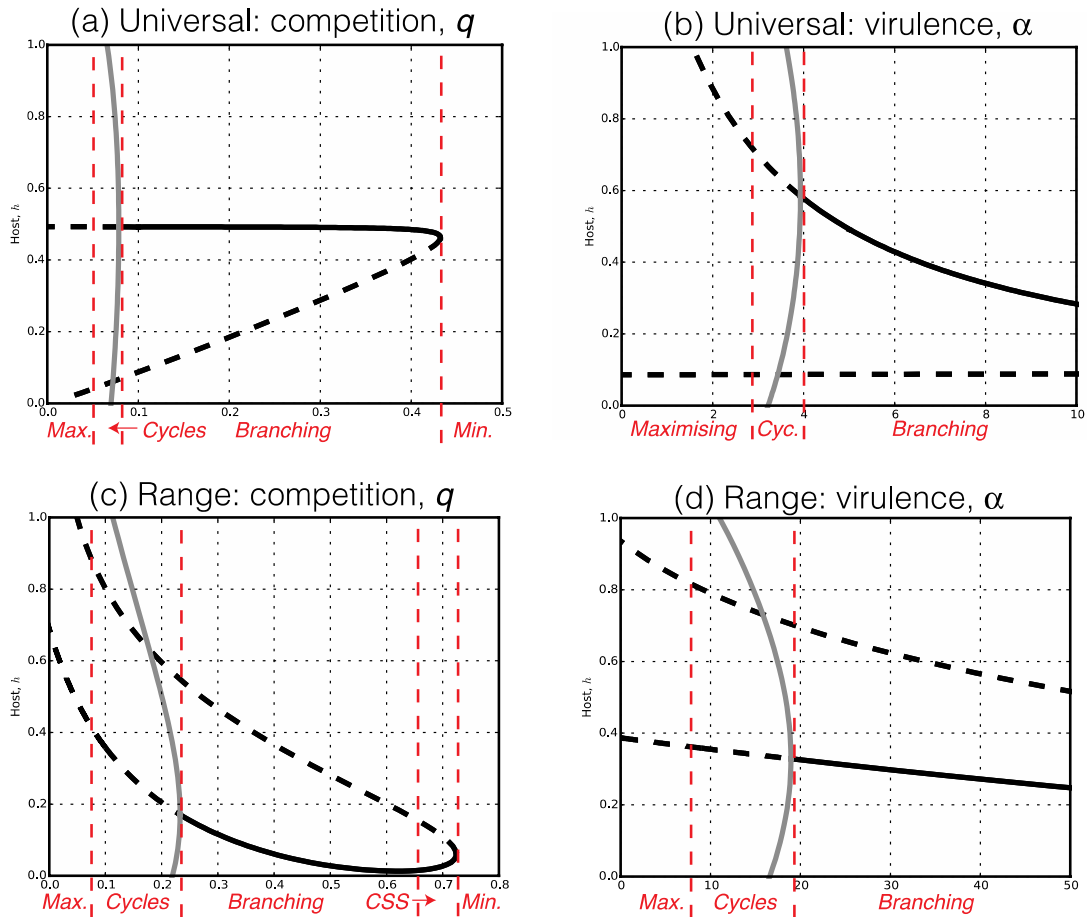 (a) Universal: competition, q
1.0
0.8
0.6
0.4
0.2
0.0
Host, h
0.0 0.1 0.2 0.3 0.4 0.5
Max. ← Cycles Branching Min.
(b) Universal: virulence, α
1.0
0.8
0.6
0.4
0.2
0.0
Host, h
0 2 4 6 8 10
Maximising Cyc. Branching
(c) Range: competition, q
1.0
0.8
0.6
0.4
0.2
0.0
Host, h
0.0 0.1 0.2 0.3 0.4 0.5 0.6 0.7 0.8
Max. Cycles Branching CSS → Min.
(d) Range: virulence, α
1.0
0.8
0.6
0.4
0.2
0.0
Host, h
0 10 20 30 40 50
Max. Cycles Branching